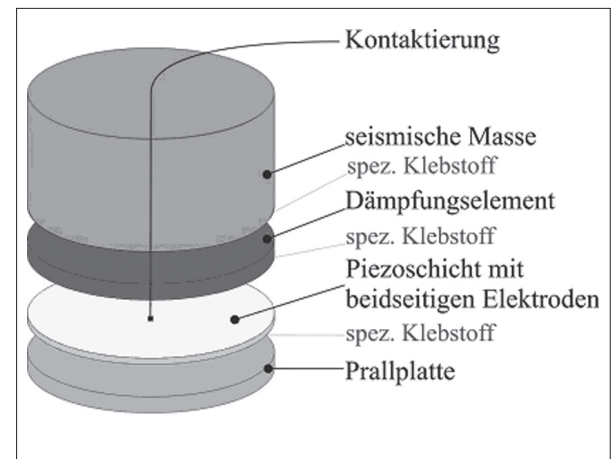 Kontaktierung
seismische Masse
spez. Klebstoff
Dämpfungselement
spez. Klebstoff
Piezoschicht mit
beidseitigen Elektroden
spez. Klebstoff
Prallplatte